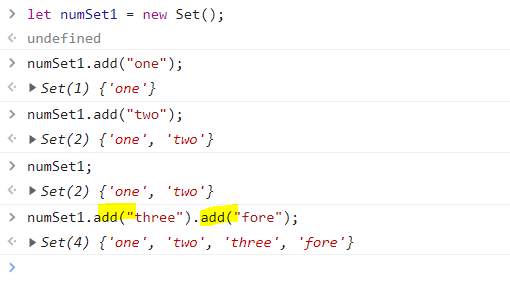 let numSet1 = new Set();
undefined
numSet1.add("one");
Set(1) {'one'}
numSet1.add("two");
Set(2) {'one', 'two'}
numSet1;
Set(2) {'one', 'two'}
numSet1.add("three").add("fore");
Set(4) {'one', 'two', 'three', 'fore'}